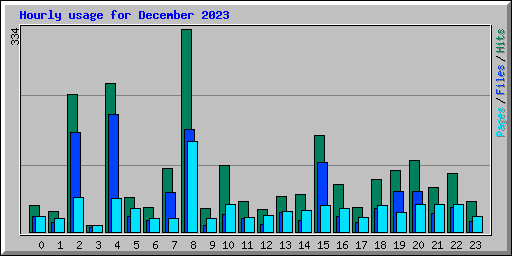 Hourly usage for December 2023
334
Pages / Files / Hits
0 1 2 3 4 5 6 7 8 9 10 11 12 13 14 15 16 17 18 19 20 21 22 23